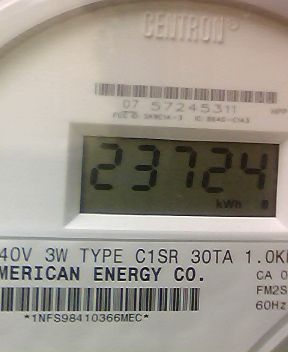 CENTRON®
07 57245311
23724
kWh
40V 3W TYPE C1SR 30TA 1.0K
MERICAN ENERGY CO.
CA 0
FM2S
60Hz
*1NFS98410366MEC*